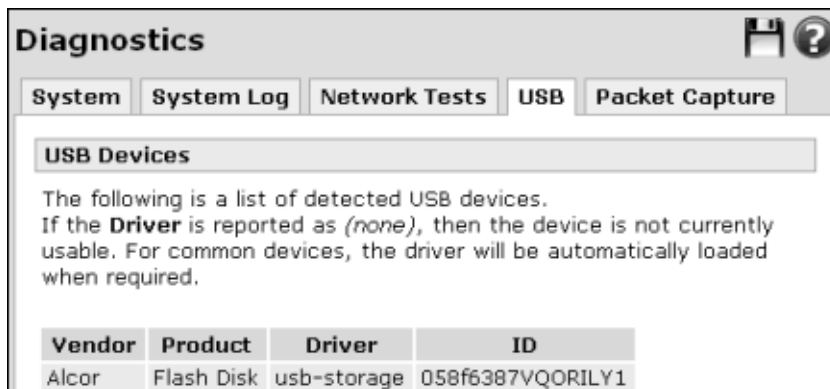 Diagnostics
System System Log Network Tests USB Packet Capture
USB Devices
The following is a list of detected USB devices.
If the Driver is reported as (none), then the device is not currently
usable. For common devices, the driver will be automatically loaded
when required.
Vendor Product Driver ID
Alcor Flash Disk usb-storage 058f6387VQORILY1